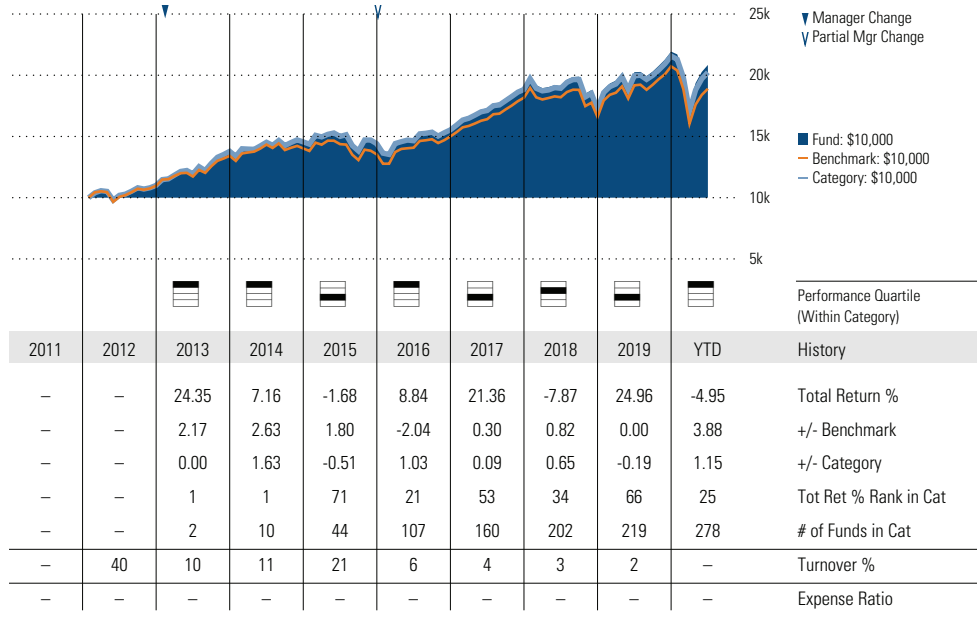 25k
▼ Manager Change
Partial Mgr Change
20k
15k
Fund: $10,000
Benchmark: $10,000
Category: $10,000
10k
5k
Performance Quartile
(Within Category)
2011 2012 2013 2014 2015 2016 2017 2018 2019 YTD History
– – 24.35 7.16 -1.68 8.84 21.36 -7.87 24.96 -4.95 Total Return %
– – 2.17 2.63 1.80 -2.04 0.30 0.82 0.00 3.88 +/- Benchmark
– – 0.00 1.63 -0.51 1.03 0.09 0.65 -0.19 1.15 +/- Category
– – 1 1 71 21 53 34 66 25 Tot Ret % Rank in Cat
– – 2 10 44 107 160 202 219 278 # of Funds in Cat
– 40 10 11 21 6 4 3 2 – Turnover %
– – – – – – – – – – Expense Ratio